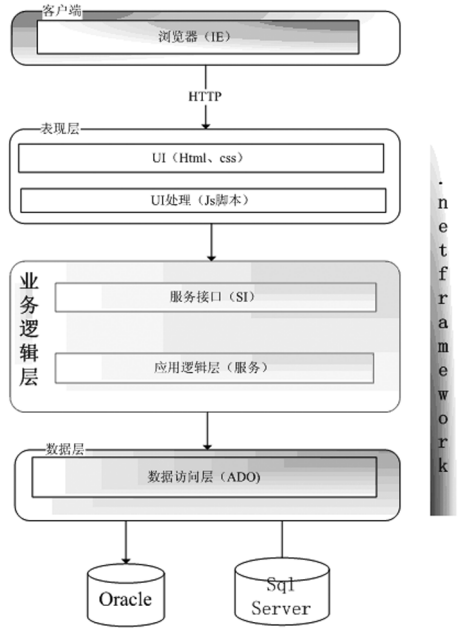 客户端
浏览器（IE）
HTTP
表现层
UI（Html、css）
UI处理（Js脚本）
业务逻辑层
服务接口（SI）
应用逻辑层（服务）
数据层
数据访问层（ADO)
Oracle
Sql
Server
.netframework